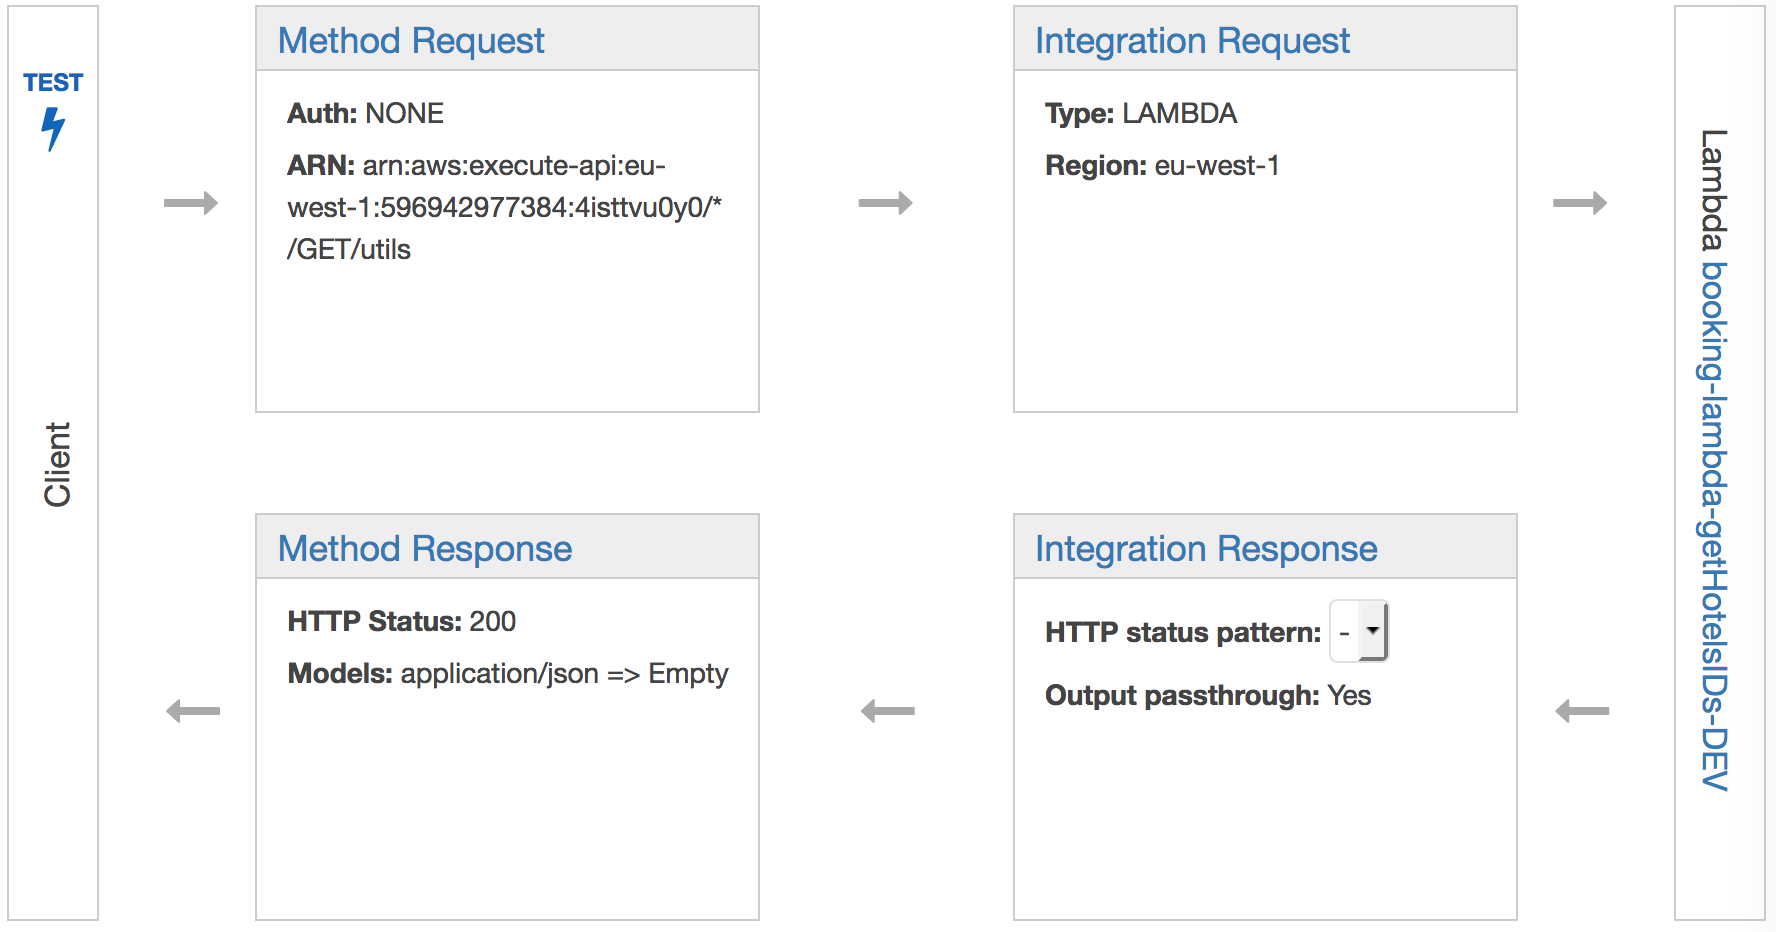 TEST
Client
Method Request
Auth: NONE
ARN: arn:aws:execute-api:eu-
west-1:596942977384:4isttvu0y0/*
/GET/utils
Integration Request
Type: LAMBDA
Region: eu-west-1
Lambda booking-lambda-getHotelsIDs-DEV
Method Response
HTTP Status: 200
Models: application/json => Empty
Integration Response
HTTP status pattern: -
Output passthrough: Yes